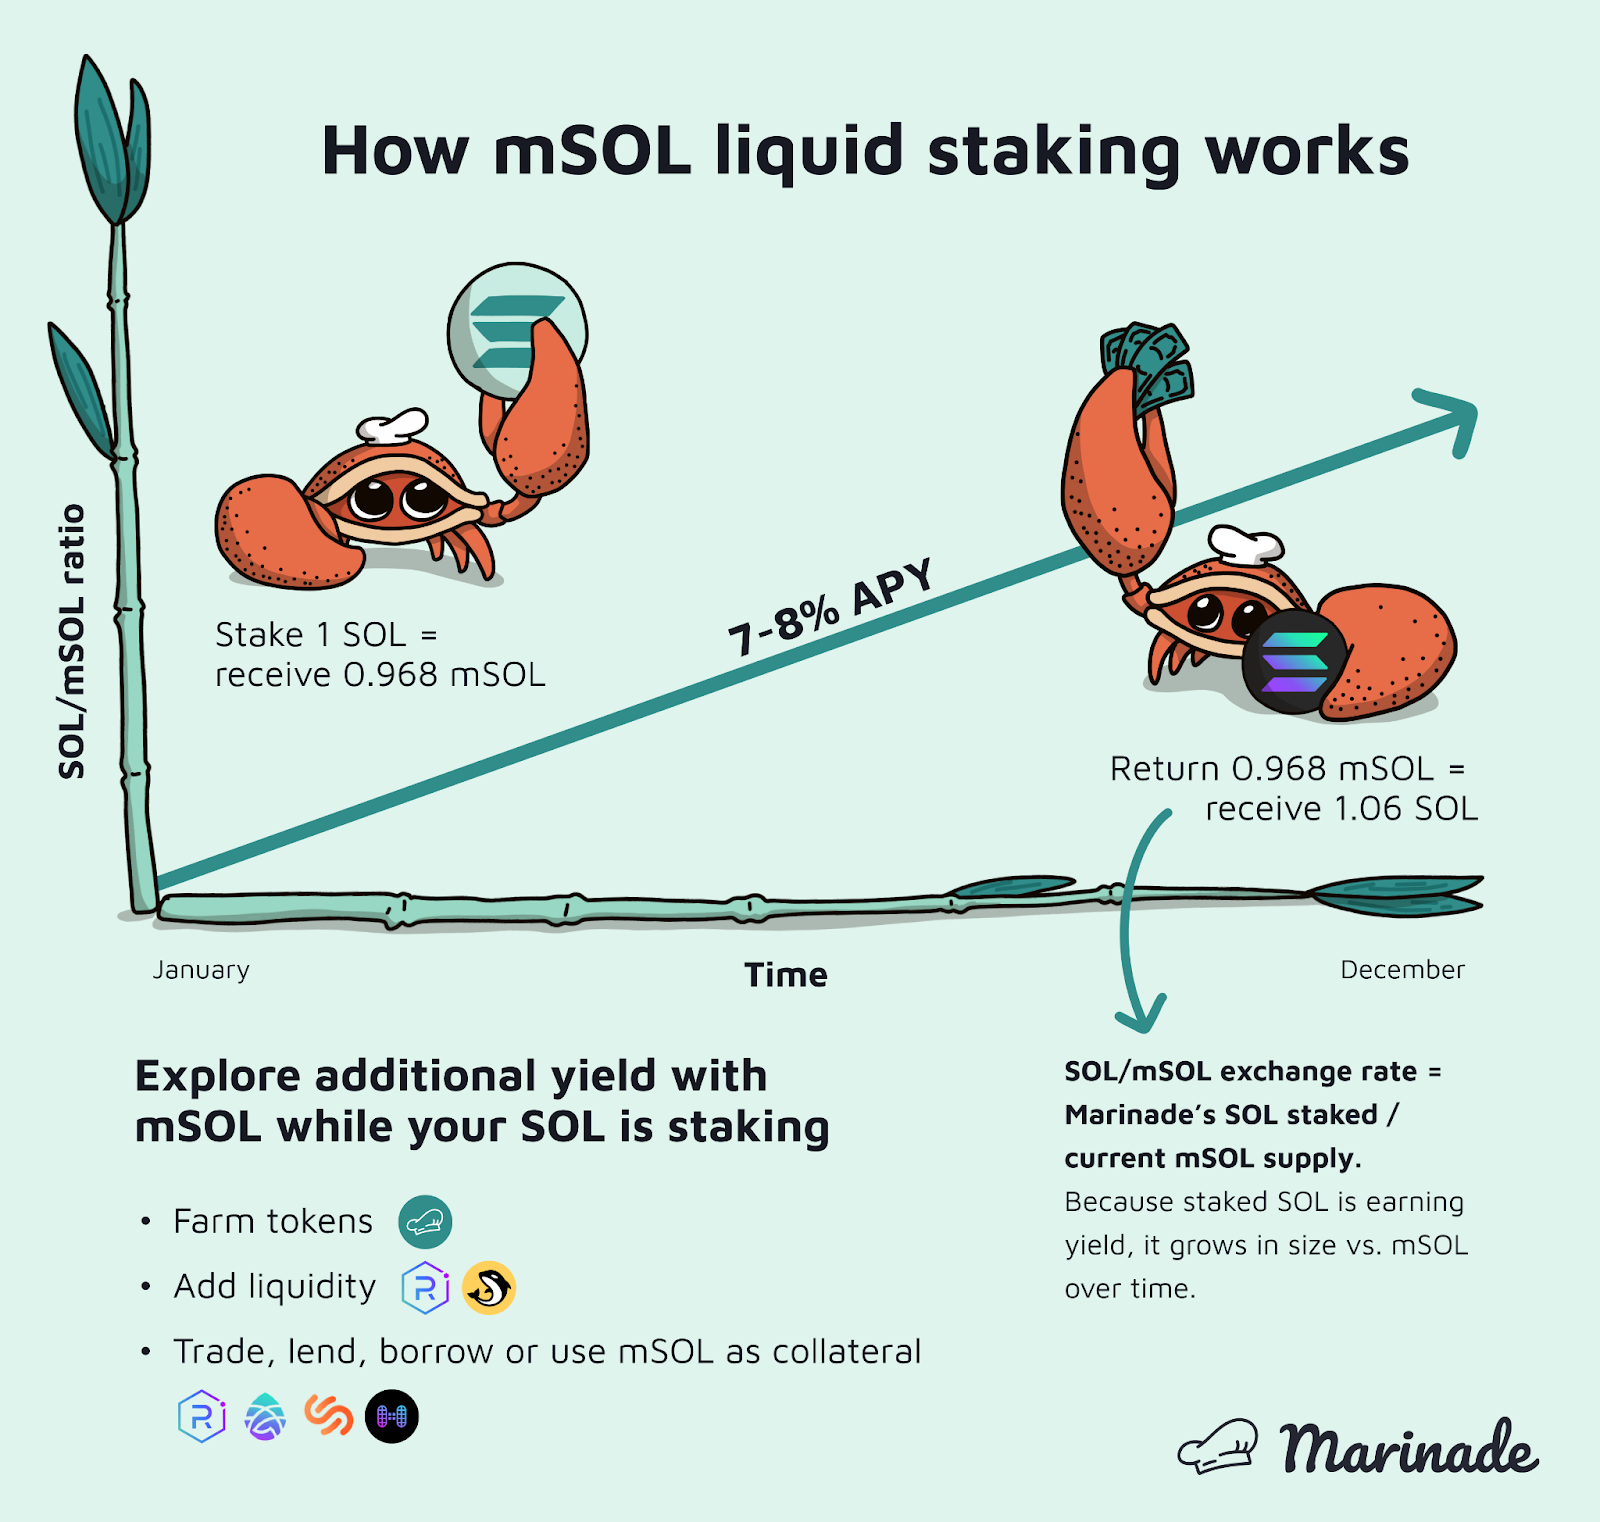 How mSOL liquid staking works
SOL/mSOL ratio
Stake 1 SOL =
receive 0.968 mSOL
7-8% APY
Return 0.968 mSOL =
receive 1.06 SOL
January
Time
December
Explore additional yield with
mSOL while your SOL is staking
• Farm tokens
• Add liquidity
• Trade, lend, borrow or use mSOL as collateral
SOL/mSOL exchange rate =
Marinade’s SOL staked /
current mSOL supply.
Because staked SOL is earning
yield, it grows in size vs. mSOL
over time.
Marinade